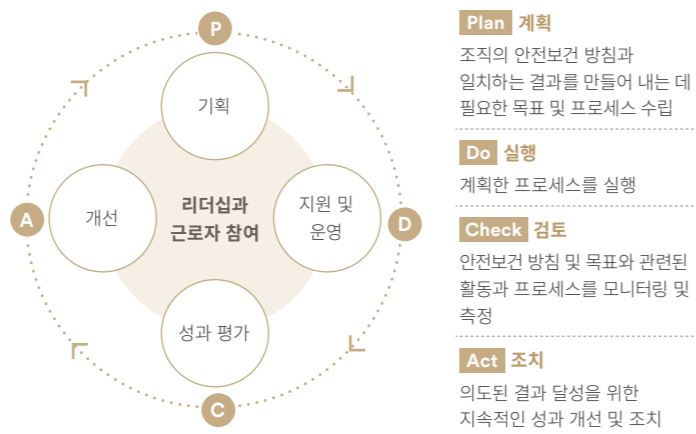 P
기획
A
개선
리더십과
근로자 참여
지원 및
운영
D
성과 평가
C
Plan 계획
조직의 안전보건 방침과
일치하는 결과를 만들어 내는 데
필요한 목표 및 프로세스 수립
Do 실행
계획한 프로세스를 실행
Check 검토
안전보건 방침 및 목표와 관련된
활동과 프로세스를 모니터링 및
측정
Act 조치
의도된 결과 달성을 위한
지속적인 성과 개선 및 조치